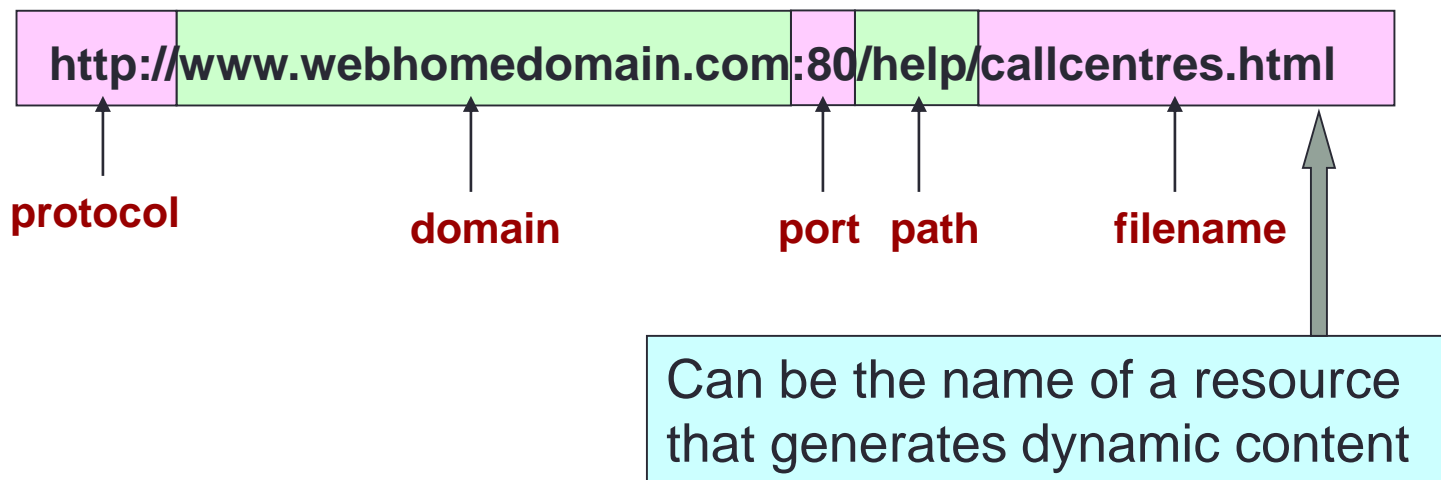 http://www.webhomedomain.com:80/help/callcentres.html
protocol
domain
port
path
filename
Can be the name of a resource
that generates dynamic content